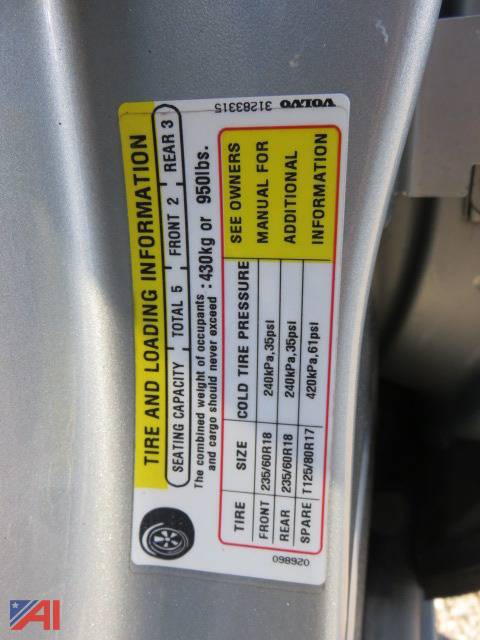 TIRE AND LOADING INFORMATION
SEATING CAPACITY TOTAL 5 FRONT 2 REAR 3
The combined weight of occupants
and cargo should never exceed : 430kg or 950lbs.
TIRE SIZE COLD TIRE PRESSURE SEE OWNERS
FRONT 235/60R18 240kPa,35psi MANUAL FOR
REAR 235/60R18 240kPa,35psi ADDITIONAL
SPARE T125/80R17 420kPa,61psi INFORMATION
VOLVO 31283315
026860
AI